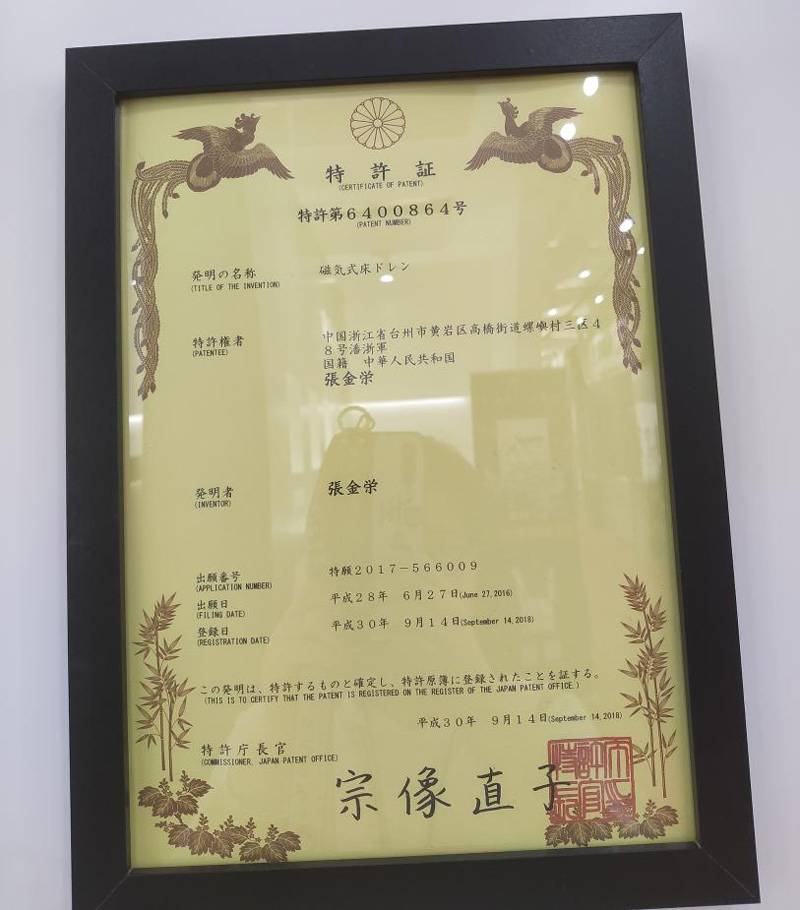 特許証
(CERTIFICATE OF PATENT)
特許第6400864号
(PATENT NUMBER)
発明の名称 磁気式床ドレン
(TITLE OF THE INVENTION)
特許権者 中国浙江省台州市黄岩区高橋街道螺嶼村三区4
(PATENTEE) 8号潘浙軍
国籍 中華人民共和国
張金栄
発明者 張金栄
(INVENTOR)
出願番号 特願2017-566009
(APPLICATION NUMBER)
出願日 平成28年 6月27日(June 27,2016)
(FILING DATE)
登録日 平成30年 9月14日(September 14,2018)
(REGISTRATION DATE)
この発明は、特許するものと確定し、特許原簿に登録されたことを証する。
(THIS IS TO CERTIFY THAT THE PATENT IS REGISTERED ON THE REGISTER OF THE JAPAN PATENT OFFICE.)
平成30年 9月14日(September 14,2018)
特許庁長官
(COMMISSIONER, JAPAN PATENT OFFICE)
宗像直子